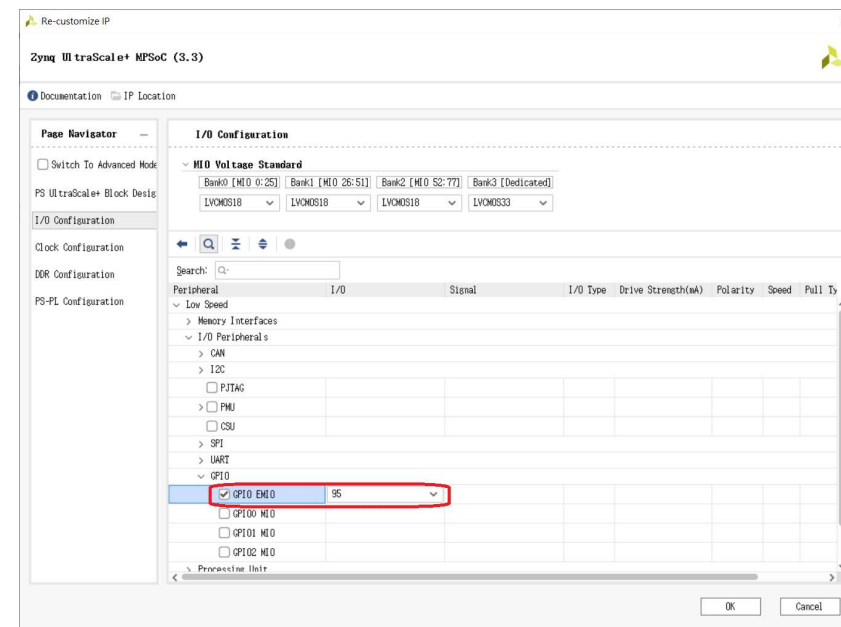 Re-customize IP
Zynq UltraScale+ MPSoC (3.3)
Documentation IP Location
Page Navigator
Switch To Advanced Mode
PS UltraScale+ Block Desig
I/O Configuration
Clock Configuration
DDR Configuration
PS-PL Configuration
I/O Configuration
MIO Voltage Standard
Bank0 [MIO 0:25] Bank1 [MIO 26:51] Bank2 [MIO 52:77] Bank3 [Dedicated]
LVCMOS18 LVCMOS18 LVCMOS18 LVCMOS33
Search:
Peripheral I/O Signal I/O Type Drive Strength(mA) Polarity Speed Pull Ty
Low Speed
Memory Interfaces
I/O Peripherals
CAN
I2C
PJTAG
PMU
CSU
SPI
UART
GPIO
GPIO EMIO 95
GPIO0 MIO
GPIO1 MIO
GPIO2 MIO
Processing Unit
OK Cancel